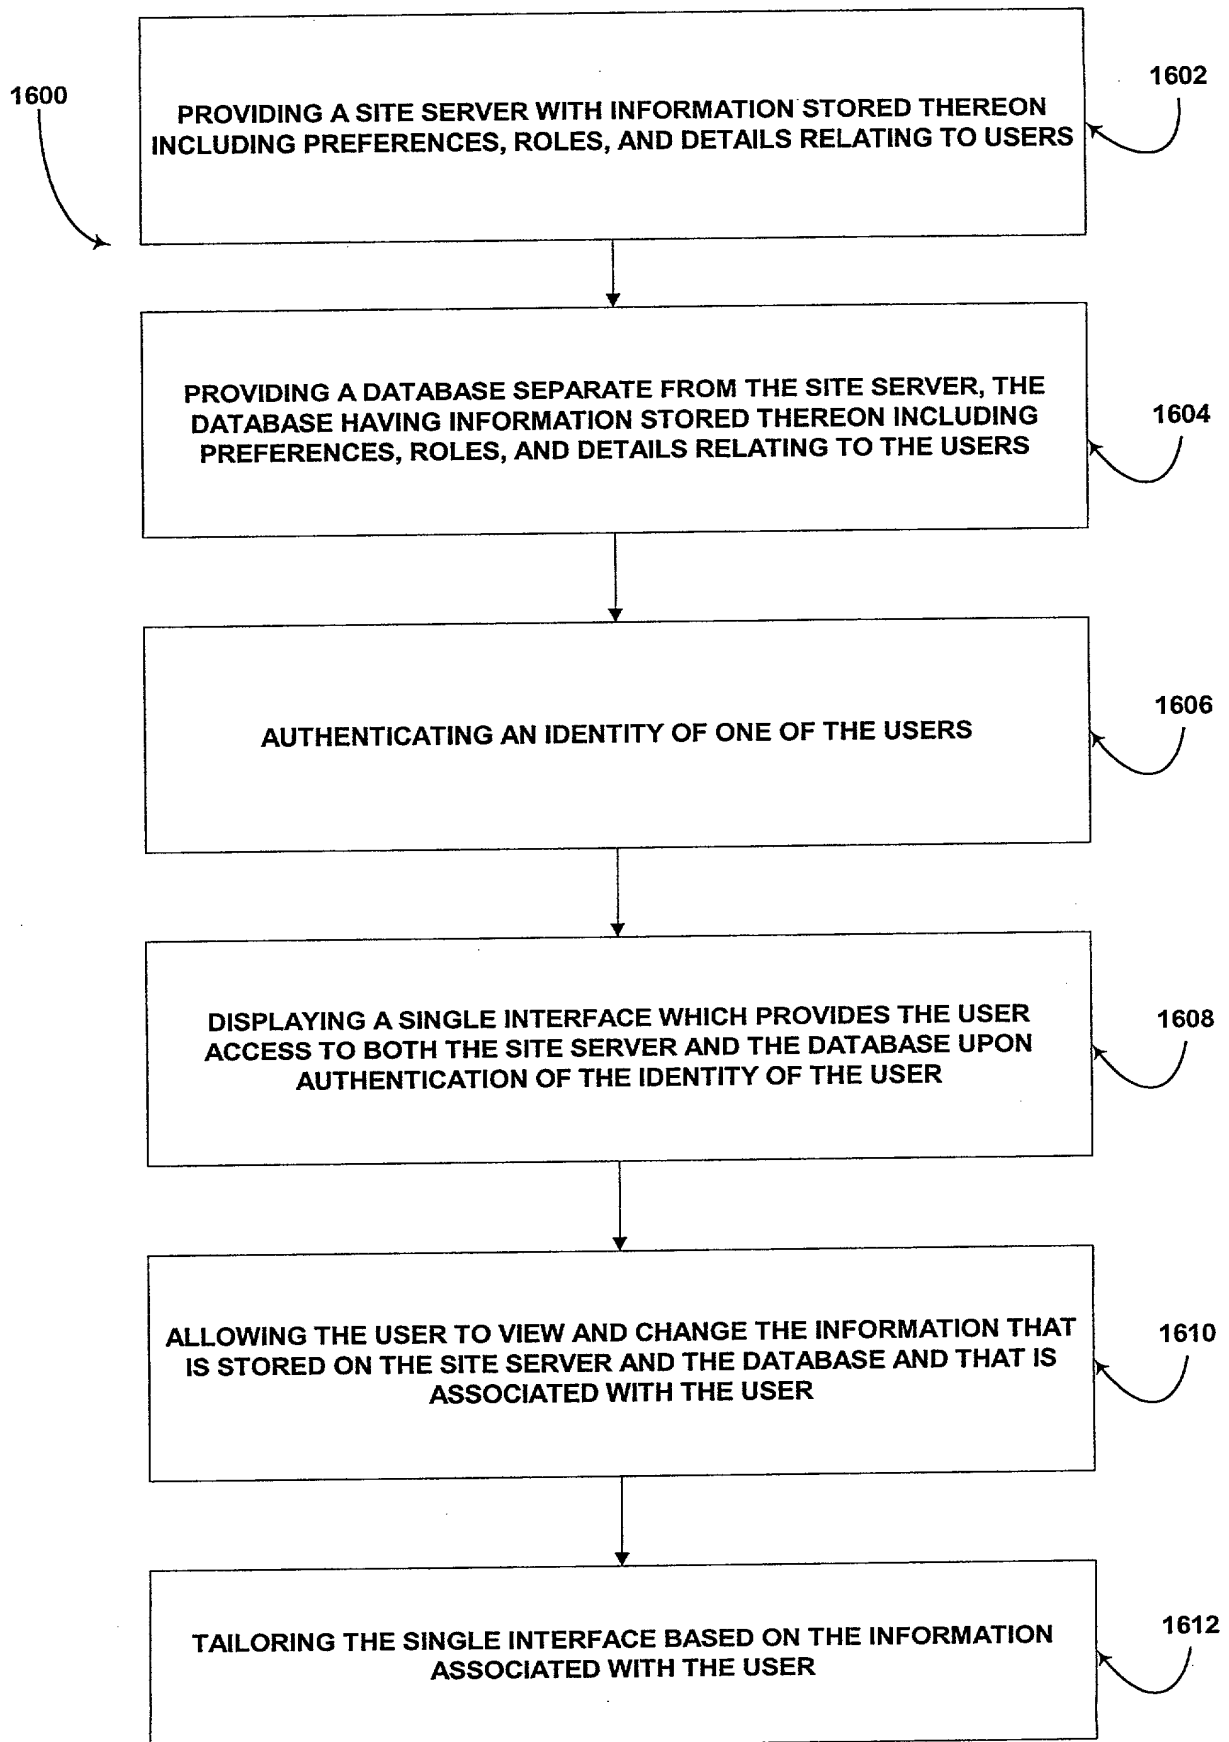 1600
1602
PROVIDING A SITE SERVER WITH INFORMATION STORED THEREON
INCLUDING PREFERENCES, ROLES, AND DETAILS RELATING TO USERS
PROVIDING A DATABASE SEPARATE FROM THE SITE SERVER, THE
DATABASE HAVING INFORMATION STORED THEREON INCLUDING
PREFERENCES, ROLES, AND DETAILS RELATING TO THE USERS
1604
AUTHENTICATING AN IDENTITY OF ONE OF THE USERS
1606
DISPLAYING A SINGLE INTERFACE WHICH PROVIDES THE USER
ACCESS TO BOTH THE SITE SERVER AND THE DATABASE UPON
AUTHENTICATION OF THE IDENTITY OF THE USER
1608
ALLOWING THE USER TO VIEW AND CHANGE THE INFORMATION THAT
IS STORED ON THE SITE SERVER AND THE DATABASE AND THAT IS
ASSOCIATED WITH THE USER
1610
TAILORING THE SINGLE INTERFACE BASED ON THE INFORMATION
ASSOCIATED WITH THE USER
1612